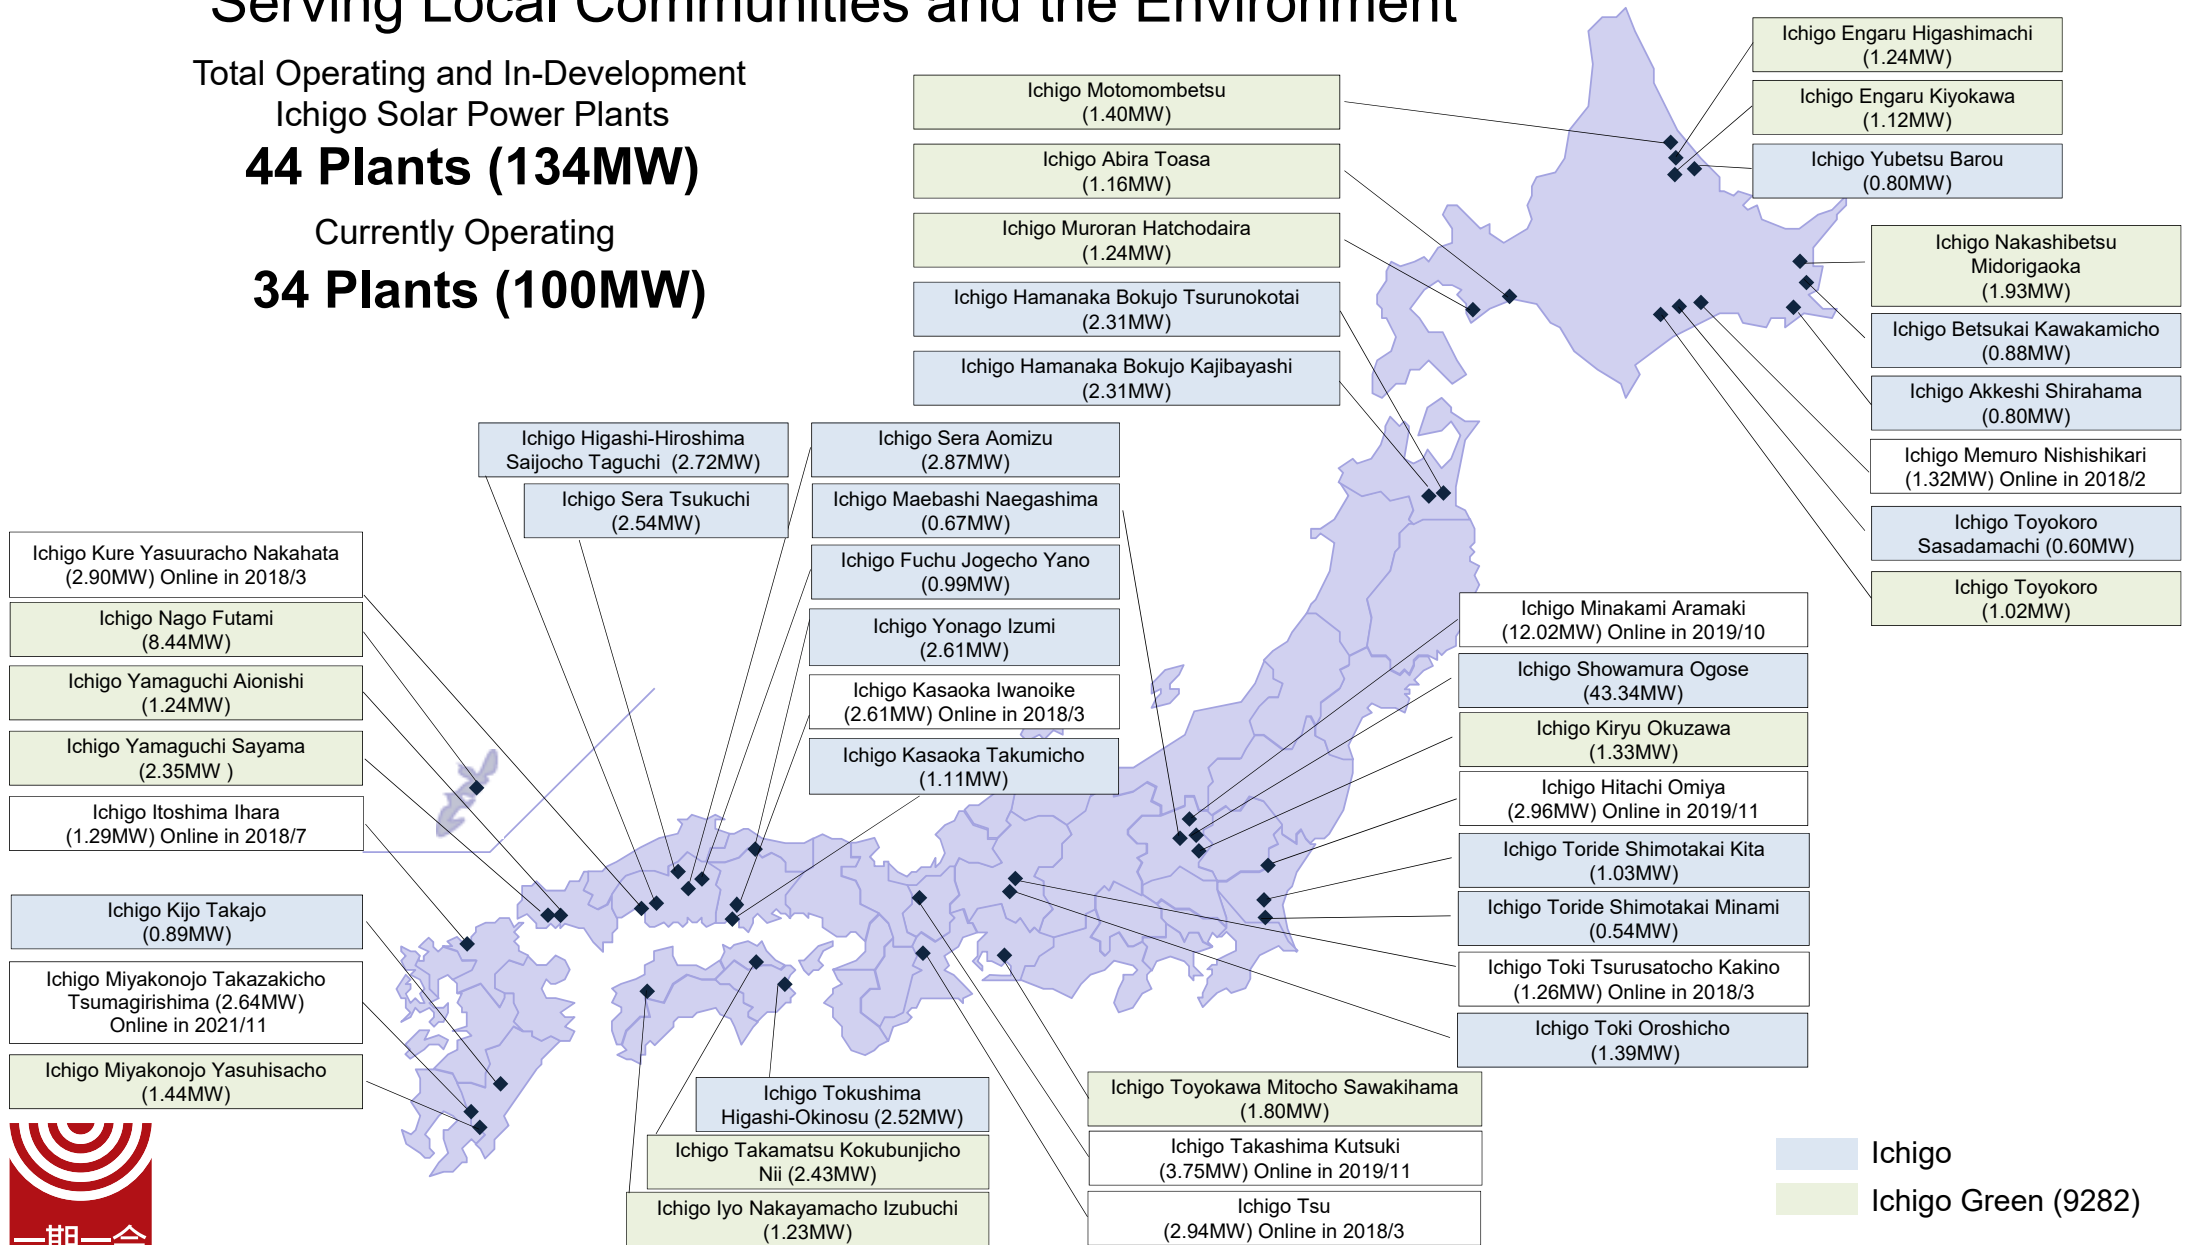 Serving Local Communities and the Environment
Total Operating and In-Development
Ichigo Solar Power Plants
44 Plants (134MW)
Currently Operating
34 Plants (100MW)
Ichigo Motomombetsu
(1.40MW)
Ichigo Abira Toasa
(1.16MW)
Ichigo Muroran Hatchodaira
(1.24MW)
Ichigo Hamanaka Bokujo Tsurunokotai
(2.31MW)
Ichigo Hamanaka Bokujo Kajibayashi
(2.31MW)
Ichigo Engaru Higashimachi
(1.24MW)
Ichigo Engaru Kiyokawa
(1.12MW)
Ichigo Yubetsu Barou
(0.80MW)
Ichigo Nakashibetsu
Midorigaoka
(1.93MW)
Ichigo Betsukai Kawakamicho
(0.88MW)
Ichigo Akkeshi Shirahama
(0.80MW)
Ichigo Memuro Nishishikari
(1.32MW) Online in 2018/2
Ichigo Toyokoro
Sasadamachi (0.60MW)
Ichigo Toyokoro
(1.02MW)
Ichigo Higashi-Hiroshima
Saijocho Taguchi (2.72MW)
Ichigo Sera Tsukuchi
(2.54MW)
Ichigo Sera Aomizu
(2.87MW)
Ichigo Maebashi Naegashima
(0.67MW)
Ichigo Fuchu Jogecho Yano
(0.99MW)
Ichigo Yonago Izumi
(2.61MW)
Ichigo Kasaoka Iwanoike
(2.61MW) Online in 2018/3
Ichigo Kasaoka Takumicho
(1.11MW)
Ichigo Kure Yasuuracho Nakahata
(2.90MW) Online in 2018/3
Ichigo Nago Futami
(8.44MW)
Ichigo Yamaguchi Aionishi
(1.24MW)
Ichigo Yamaguchi Sayama
(2.35MW )
Ichigo Itoshima Ihara
(1.29MW) Online in 2018/7
Ichigo Kijo Takajo
(0.89MW)
Ichigo Miyakonojo Takazakicho
Tsumagirishima (2.64MW)
Online in 2021/11
Ichigo Miyakonojo Yasuhisacho
(1.44MW)
Ichigo Minakami Aramaki
(12.02MW) Online in 2019/10
Ichigo Showamura Ogose
(43.34MW)
Ichigo Kiryu Okuzawa
(1.33MW)
Ichigo Hitachi Omiya
(2.96MW) Online in 2019/11
Ichigo Toride Shimotakai Kita
(1.03MW)
Ichigo Toride Shimotakai Minami
(0.54MW)
Ichigo Toki Tsurusatocho Kakino
(1.26MW) Online in 2018/3
Ichigo Toki Oroshicho
(1.39MW)
Ichigo Tokushima
Higashi-Okinosu (2.52MW)
Ichigo Takamatsu Kokubunjicho
Nii (2.43MW)
Ichigo Iyo Nakayamacho Izubuchi
(1.23MW)
Ichigo Toyokawa Mitocho Sawakihama
(1.80MW)
Ichigo Takashima Kutsuki
(3.75MW) Online in 2019/11
Ichigo Tsu
(2.94MW) Online in 2018/3
Ichigo
Ichigo Green (9282)
一期一会